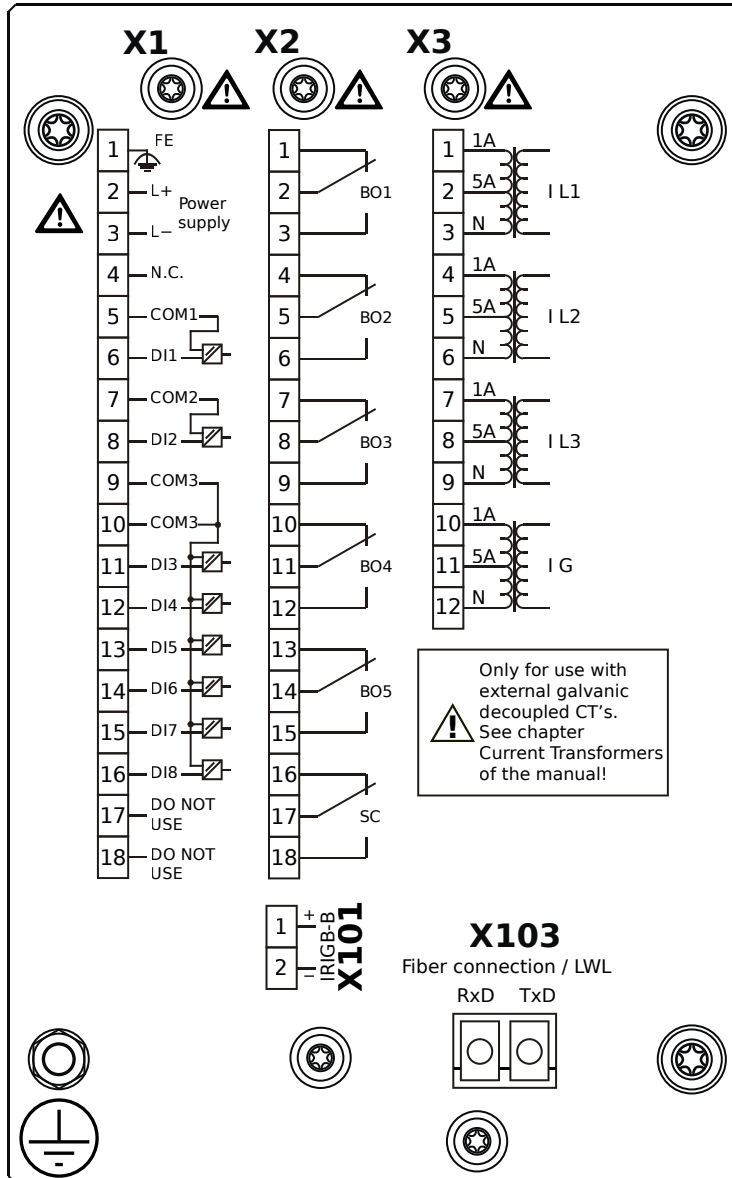 X1 X2 X3
1 FE
2 L+
Power
supply
3 L−
4 N.C.
5 COM1
6 DI1
7 COM2
8 DI2
9 COM3
10 COM3
11 DI3
12 DI4
13 DI5
14 DI6
15 DI7
16 DI8
17 DO NOT
USE
18 DO NOT
USE
1
2 BO1
3
4
5 BO2
6
7
8 BO3
9
10
11 BO4
12
13
14 BO5
15
16
17 SC
18
1 1A
2 5A I L1
3 N
4 1A
5 5A I L2
6 N
7 1A
8 5A I L3
9 N
10 1A
11 5A I G
12 N
Only for use with
external galvanic
decoupled CT's.
See chapter
Current Transformers
of the manual!
1 +
2 −
IRIGB-B
X101
X103
Fiber connection / LWL
RxD TxD